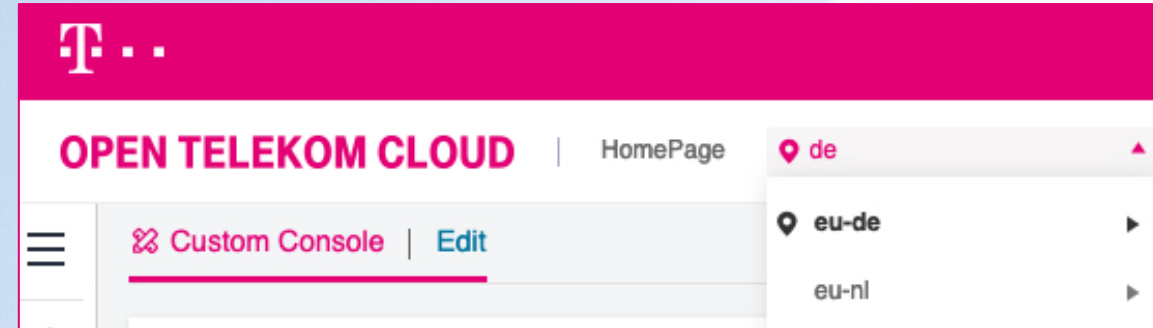 T
OPEN TELEKOM CLOUD | HomePage de
Custom Console | Edit
eu-de
eu-nl